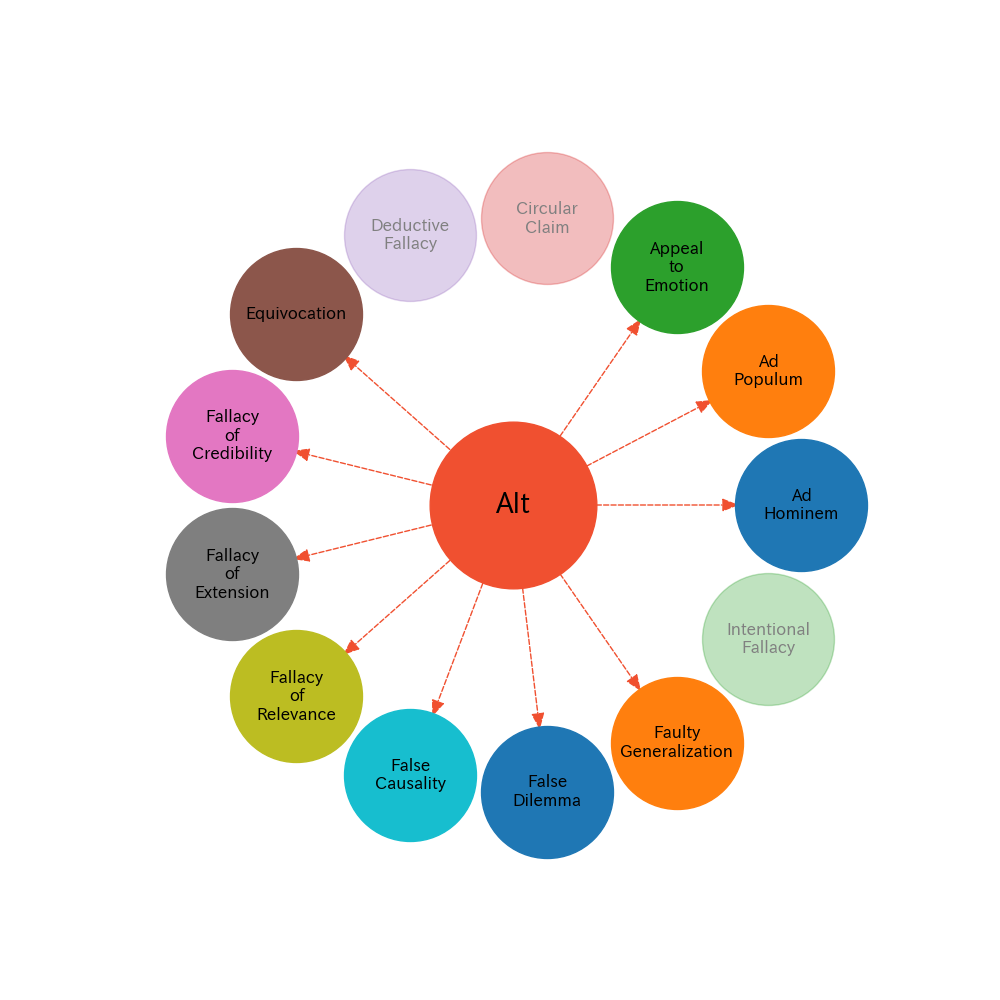 Circular
Claim
Deductive
Fallacy
Appeal
to
Emotion
Equivocation
Ad
Populum
Fallacy
of
Credibility
Alt
Ad
Hominem
Fallacy
of
Extension
Intentional
Fallacy
Fallacy
of
Relevance
Faulty
Generalization
False
Causality
False
Dilemma